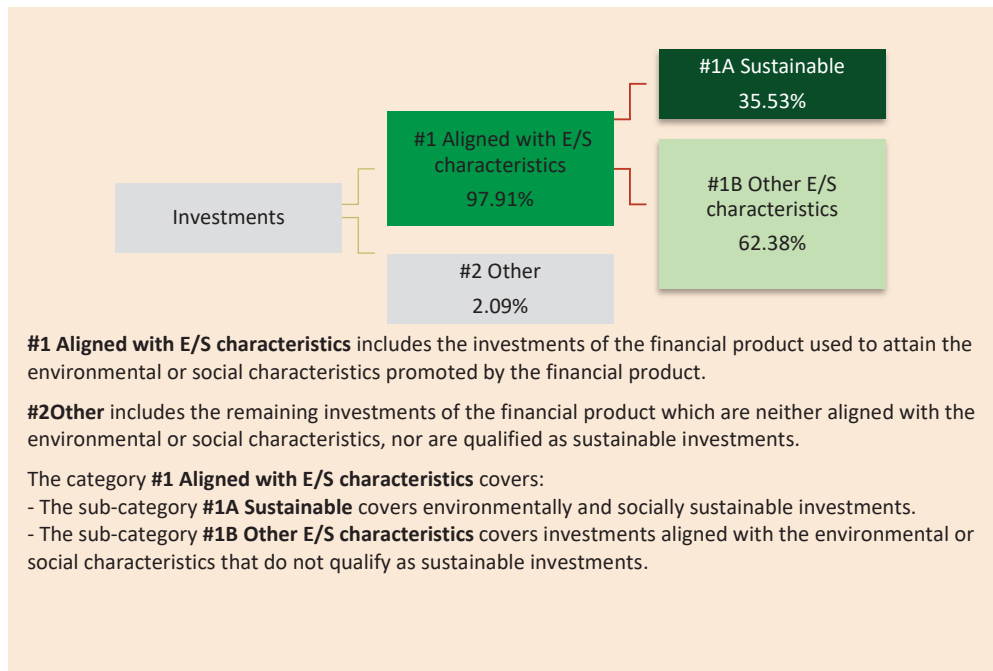 #1A Sustainable
35.53%
#1 Aligned with E/S
characteristics
97.91%
#1B Other E/S
characteristics
62.38%
Investments
#2 Other
2.09%
#1 Aligned with E/S characteristics includes the investments of the financial product used to attain the
environmental or social characteristics promoted by the financial product.
#2Other includes the remaining investments of the financial product which are neither aligned with the
environmental or social characteristics, nor are qualified as sustainable investments.
The category #1 Aligned with E/S characteristics covers:
- The sub-category #1A Sustainable covers environmentally and socially sustainable investments.
- The sub-category #1B Other E/S characteristics covers investments aligned with the environmental or
social characteristics that do not qualify as sustainable investments.